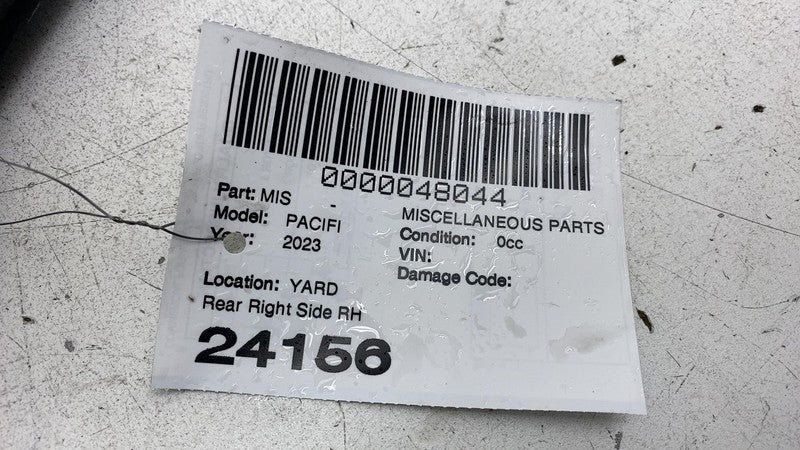 0000048044
Part: MIS -
MISCELLANEOUS PARTS
Model: PACIFI
Condition: 0cc
Year: 2023
VIN:
Damage Code:
Location: YARD
Rear Right Side RH
24156